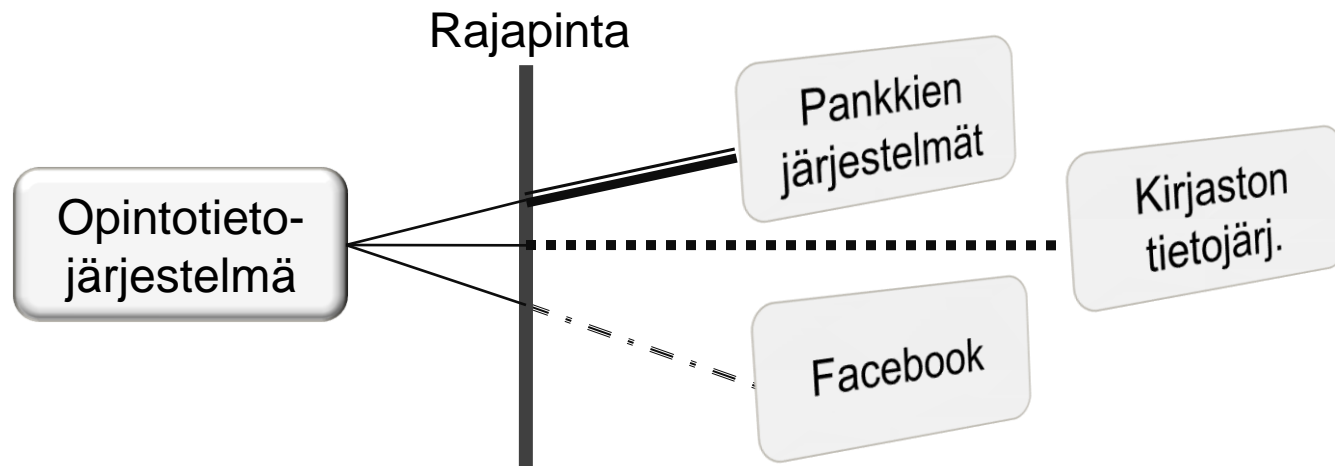 Rajapinta
Pankkien
järjestelmät
Kirjaston
tietojärj.
Opintotieto-
järjestelmä
Facebook